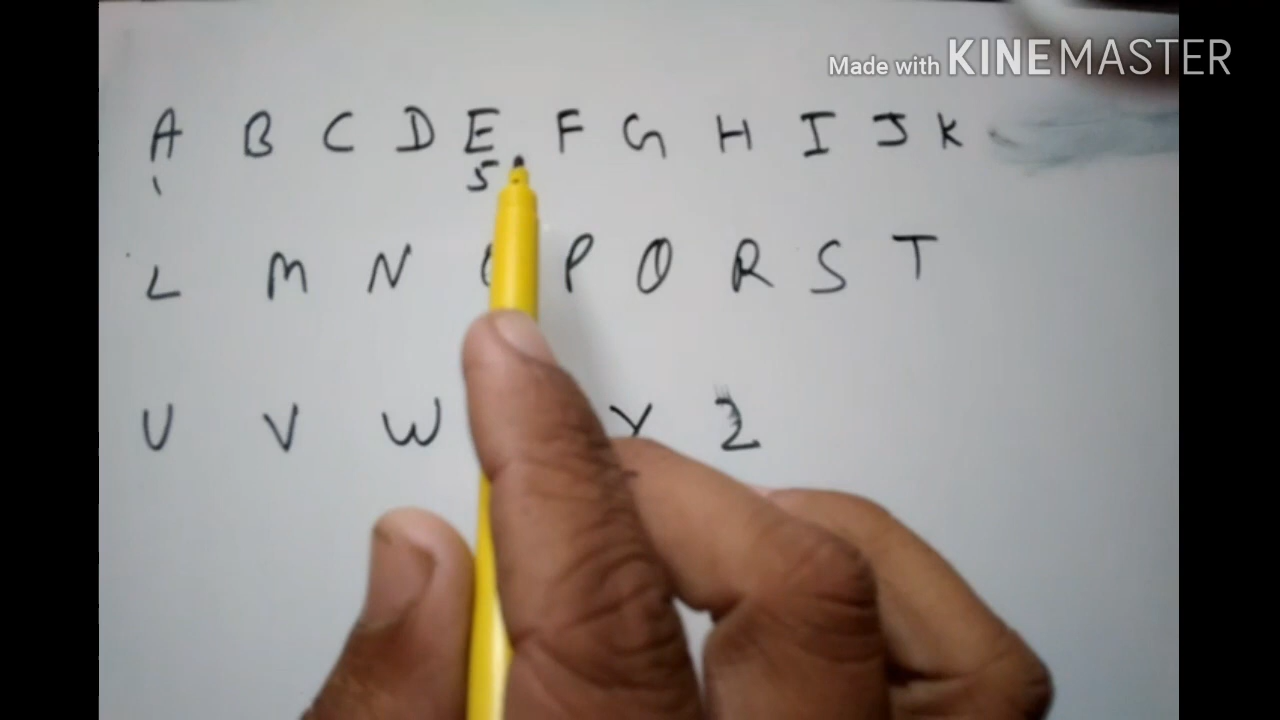 Made with KINEMASTER
A B C D E F G H I J K
1 5
L M N O P Q R S T
U V W Y Z